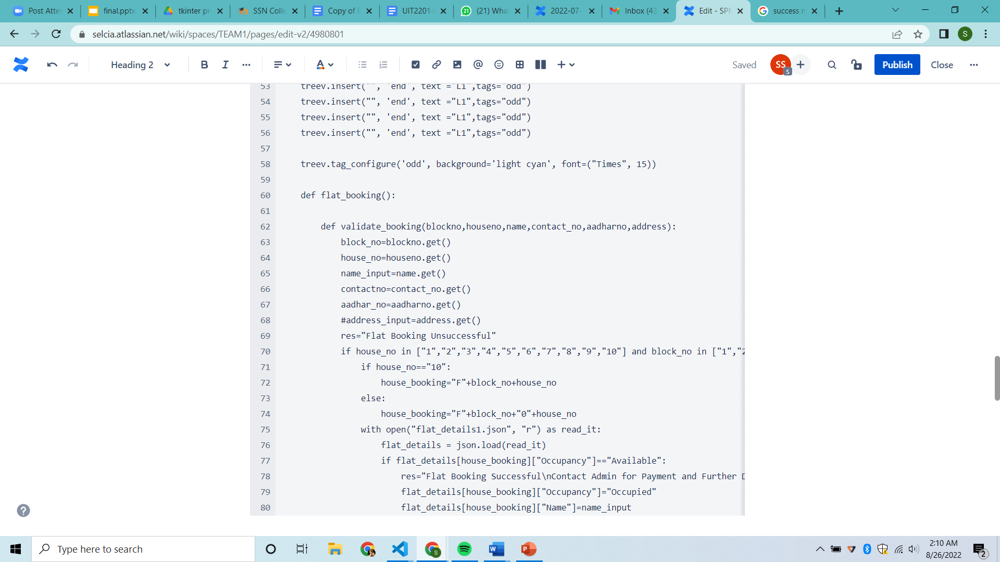 Post Atte
final.pptx
tkinter pr
SSN Colle
Copy of P
UIT2201-
(21) What
2022-07-
Inbox (43
Edit - SPR
success m
selcia.atlassian.net/wiki/spaces/TEAM1/pages/edit-v2/4980801
S
Heading 2
B I
A
Saved
SS
S
Publish
Close
53 treev.insert("", 'end', text ="L1",tags="odd")
54 treev.insert("", 'end', text ="L1",tags="odd")
55 treev.insert("", 'end', text ="L1",tags="odd")
56 treev.insert("", 'end', text ="L1",tags="odd")
57
58 treev.tag_configure('odd', background='light cyan', font=("Times", 15))
59
60 def flat_booking():
61
62 def validate_booking(blockno,houseno,name,contact_no,aadharno,address):
63 block_no=blockno.get()
64 house_no=houseno.get()
65 name_input=name.get()
66 contactno=contact_no.get()
67 aadhar_no=aadharno.get()
68 #address_input=address.get()
69 res="Flat Booking Unsuccessful"
70 if house_no in ["1","2","3","4","5","6","7","8","9","10"] and block_no in ["1","2
71 if house_no=="10":
72 house_booking="F"+block_no+house_no
73 else:
74 house_booking="F"+block_no+"0"+house_no
75 with open("flat_details1.json", "r") as read_it:
76 flat_details = json.load(read_it)
77 if flat_details[house_booking]["Occupancy"]=="Available":
78 res="Flat Booking Successful\nContact Admin for Payment and Further D
79 flat_details[house_booking]["Occupancy"]="Occupied"
80 flat_details[house_booking]["Name"]=name_input
Type here to search
2:10 AM
8/26/2022
2